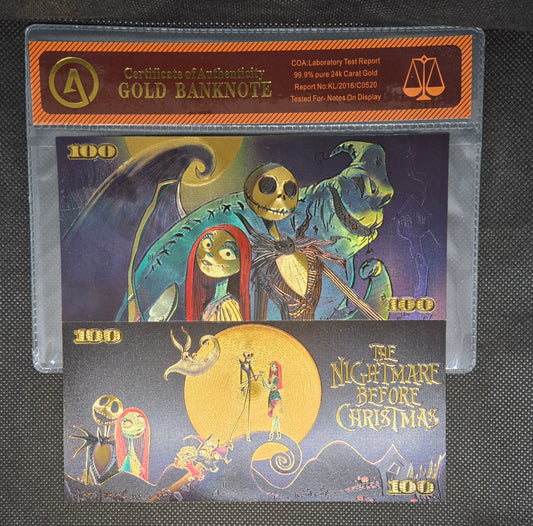 Certificate of Authenticity
GOLD BANKNOTE
COA:Laboratory Test Report
99.9% pure 24k Carat Gold
Report No:KL/2016/C0520
Tested For- Notes On Display
100
100
100
THE
NIGHTMARE
BEFORE
CHRISTMAS
100